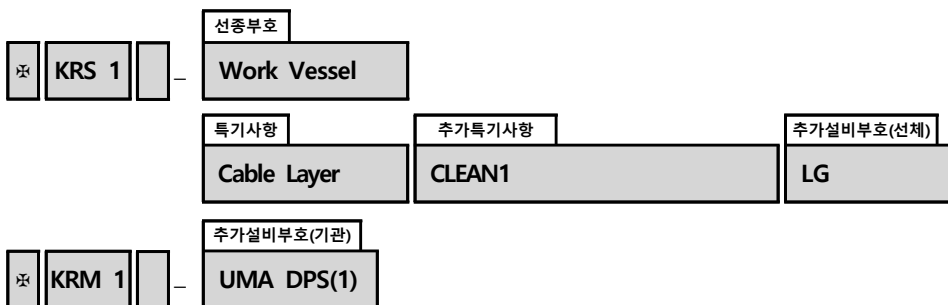 선종부호
✠ KRS 1 _ Work Vessel
특기사항 추가특기사항 추가설비부호(선체)
Cable Layer CLEAN1 LG
추가설비부호(기관)
✠ KRM 1 _ UMA DPS(1)